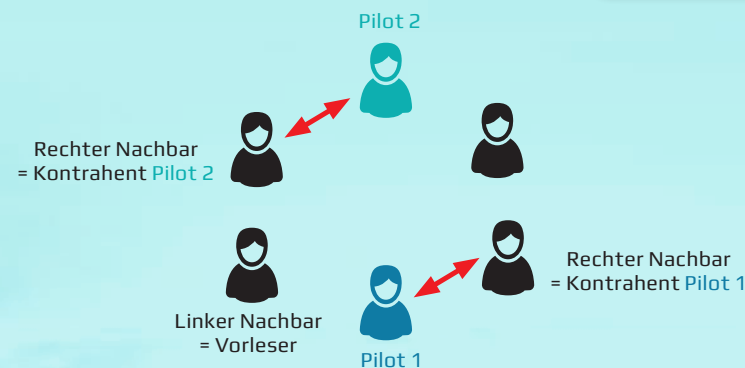 Pilot 2
Rechter Nachbar
= Kontrahent Pilot 2
Rechter Nachbar
= Kontrahent Pilot 1
Linker Nachbar
= Vorleser
Pilot 1